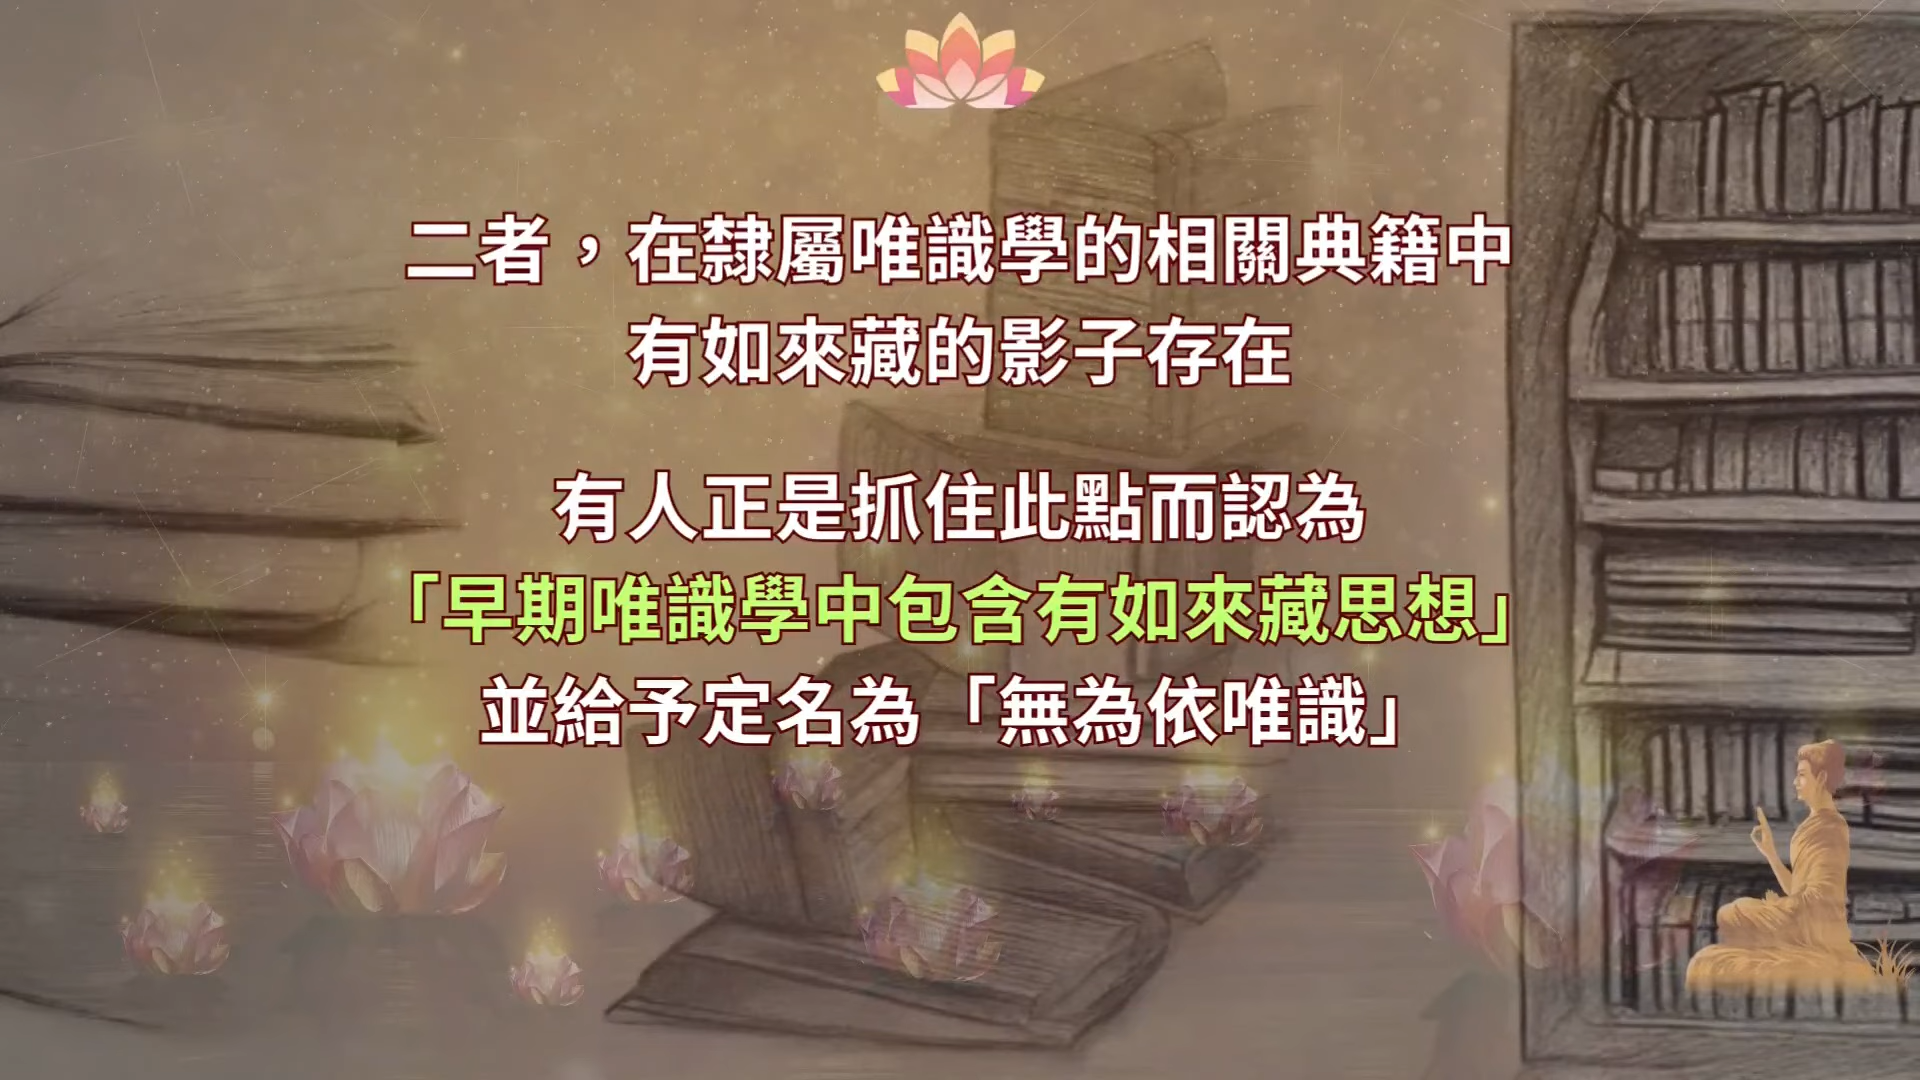 二者，在隸屬唯識學的相關典籍中
有如來藏的影子存在
有人正是抓住此點而認為
「早期唯識學中包含有如來藏思想」
並給予定名為「無為依唯識」